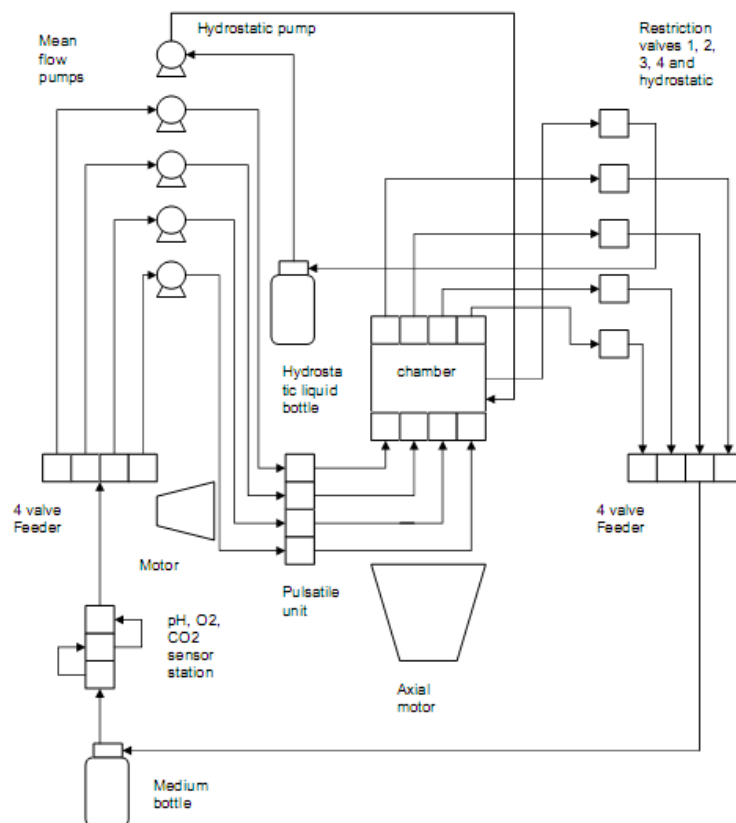 Hydrostatic pump
Mean
flow
pumps
Restriction
valves 1, 2,
3, 4 and
hydrostatic
Hydrosta
tic liquid
bottle
chamber
4 valve
Feeder
Motor
Pulsatile
unit
4 valve
Feeder
pH, O2,
CO2
sensor
station
Axial
motor
Medium
bottle